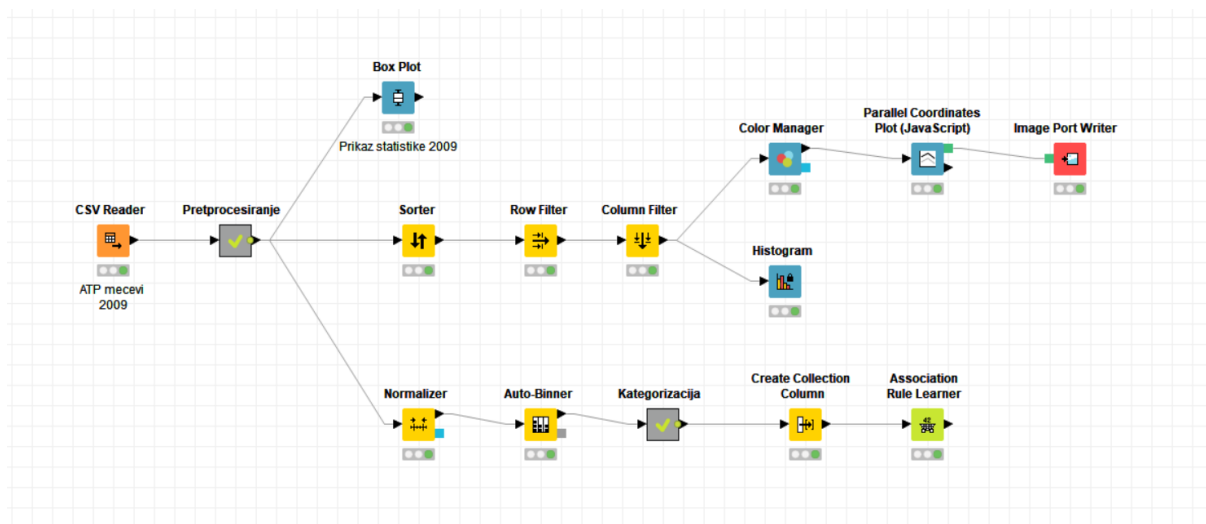 Box Plot
Prikaz statistike 2009
Parallel Coordinates
Plot (JavaScript)
Color Manager
Image Port Writer
CSV Reader
ATP mecevi
2009
Pretprocesiranje
Sorter
Row Filter
Column Filter
Histogram
Normalizer
Auto-Binner
Kategorizacija
Create Collection
Column
Association
Rule Learner